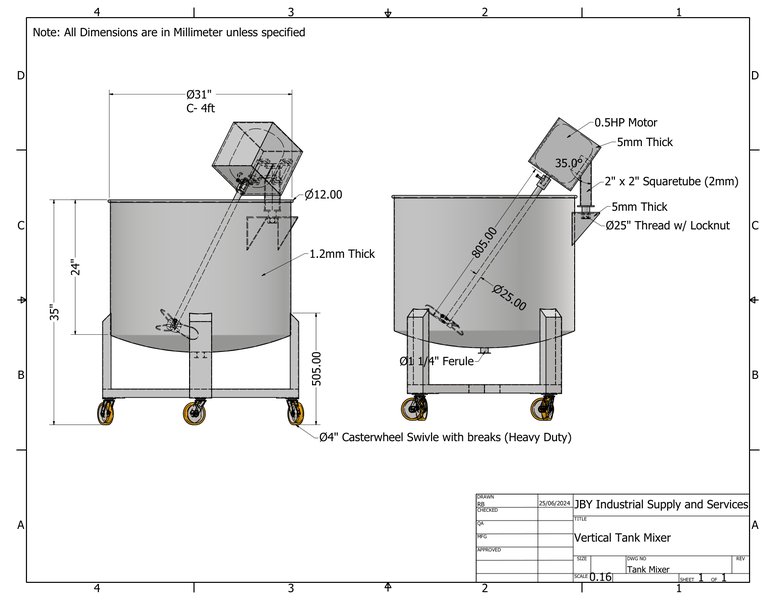 4 3 2 1
Note: All Dimensions are in Millimeter unless specified
D D
Ø31"
C- 4ft
0.5HP Motor
5mm Thick
35.0°
2" x 2" Squaretube (2mm)
Ø12.00
5mm Thick
C C
Ø25" Thread w/ Locknut
805.00
1.2mm Thick
24"
Ø25.00
35"
B B
Ø1 1/4" Ferule
505.00
Ø4" Casterwheel Swivle with breaks (Heavy Duty)
A A
DRAWN
RB
25/06/2024
JBY Industrial Supply and Services
CHECKED
TITLE
QA
Vertical Tank Mixer
MFG
APPROVED
SIZE
DWG NO
REV
Tank Mixer
SCALE 0.16
SHEET 1 OF 1
4 3 2 1